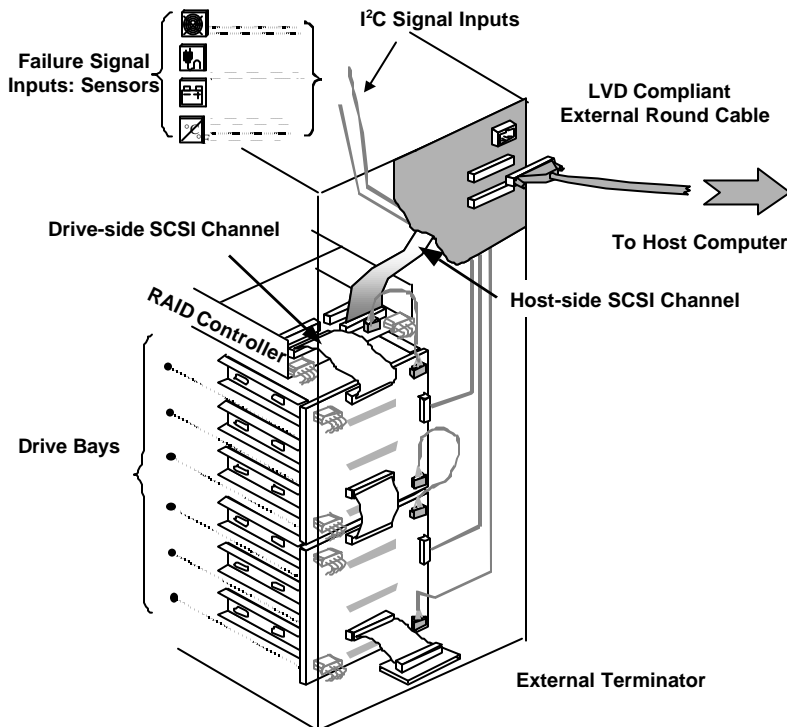 I²C Signal Inputs
Failure Signal
Inputs: Sensors
LVD Compliant
External Round Cable
Drive-side SCSI Channel
To Host Computer
Host-side SCSI Channel
RAID Controller
Drive Bays
External Terminator